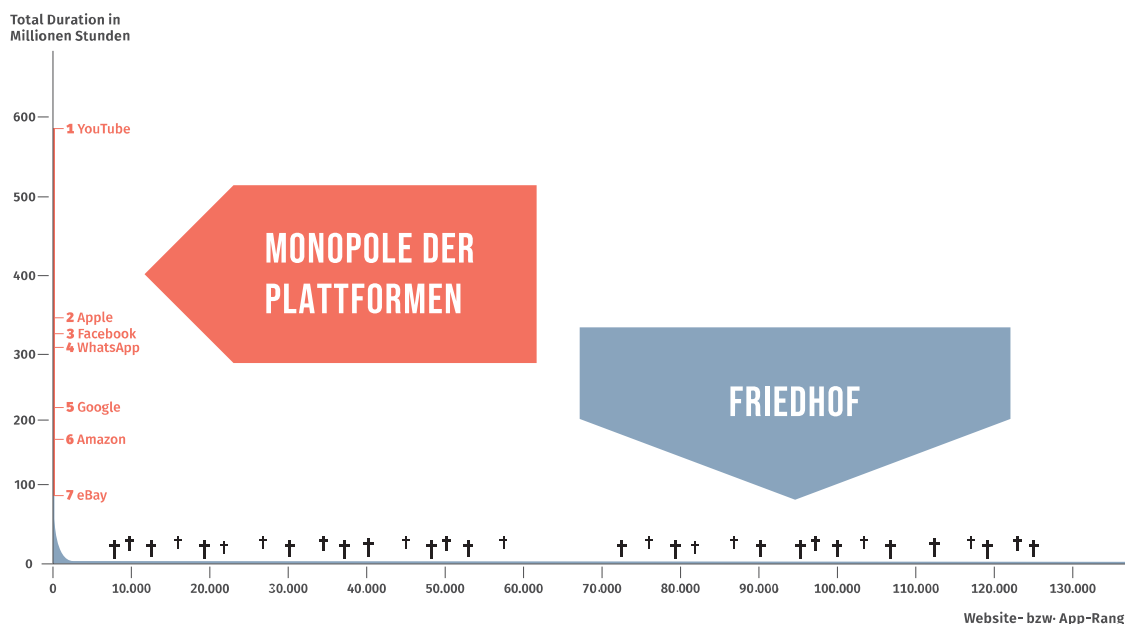 Total Duration in
Millionen Stunden
600
1 YouTube
500
MONOPOLE DER
PLATTFORMEN
400
2 Apple
3 Facebook
4 WhatsApp
300
FRIEDHOF
5 Google
200
6 Amazon
100
7 eBay
0
0 10.000 20.000 30.000 40.000 50.000 60.000 70.000 80.000 90.000 100.000 110.000 120.000 130.000
Website- bzw. App-Rang